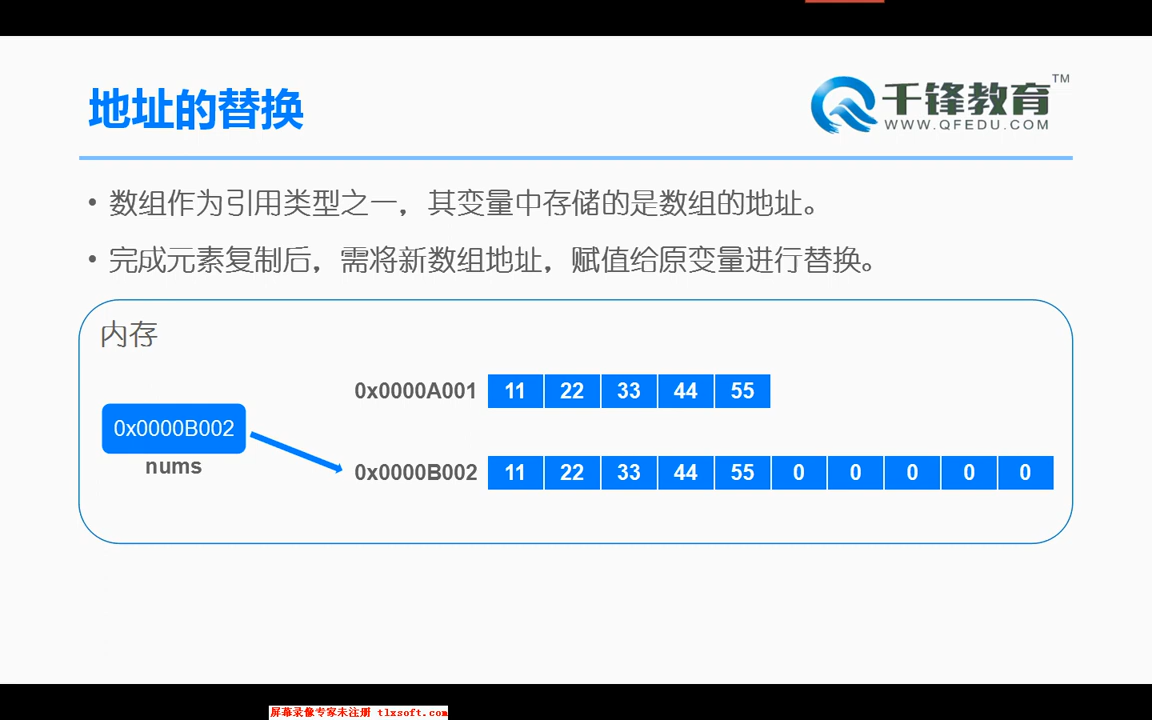 地址的替换
千锋教育 TM
WWW.QFEDU.COM
• 数组作为引用类型之一，其变量中存储的是数组的地址。
• 完成元素复制后，需将新数组地址，赋值给原变量进行替换。
内存
0x0000A001 11 22 33 44 55
0x0000B002
nums
0x0000B002 11 22 33 44 55 0 0 0 0 0
屏幕录像专家未注册 tlxsoft.com